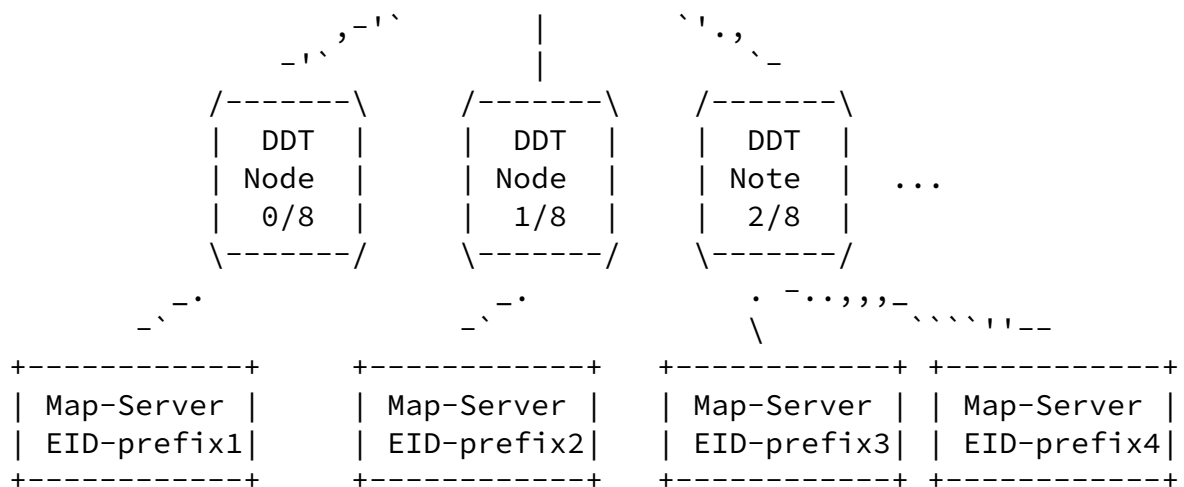 DDT DDT DDT
Node Node Note ...
0/8 1/8 2/8
Map-Server Map-Server Map-Server Map-Server
EID-prefix1 EID-prefix2 EID-prefix3 EID-prefix4